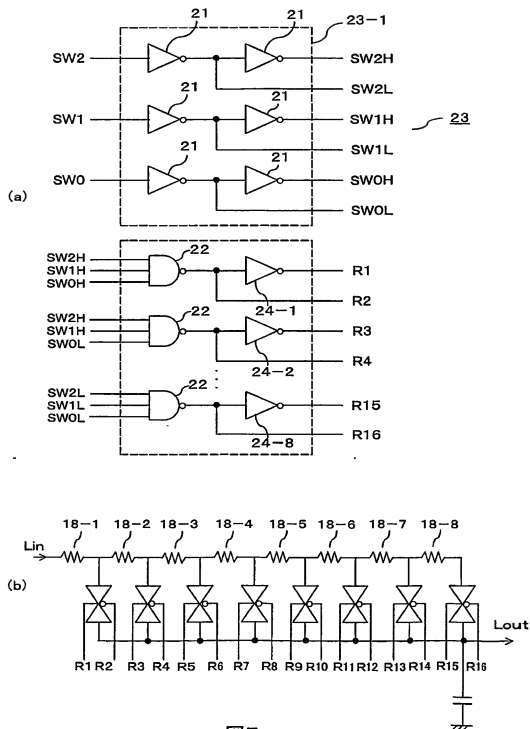 21 21 23-1
SW2 SW2H
SW2L
21 21
SW1 SW1H 23
SW1L
21 21
SW0 SW0H
(a) SW0L
22
SW2H
SW1H R1
SW0H
24-1 R2
22
SW2H
SW1H R3
SW0L
24-2 R4
22
SW2L
SW1L R15
SW0L
24-8 R16
18-1 18-2 18-3 18-4 18-5 18-6 18-7 18-8
Lin
(b)
Lout
R1 R2 R3 R4 R5 R6 R7 R8 R9 R10 R11 R12 R13 R14 R15 R16